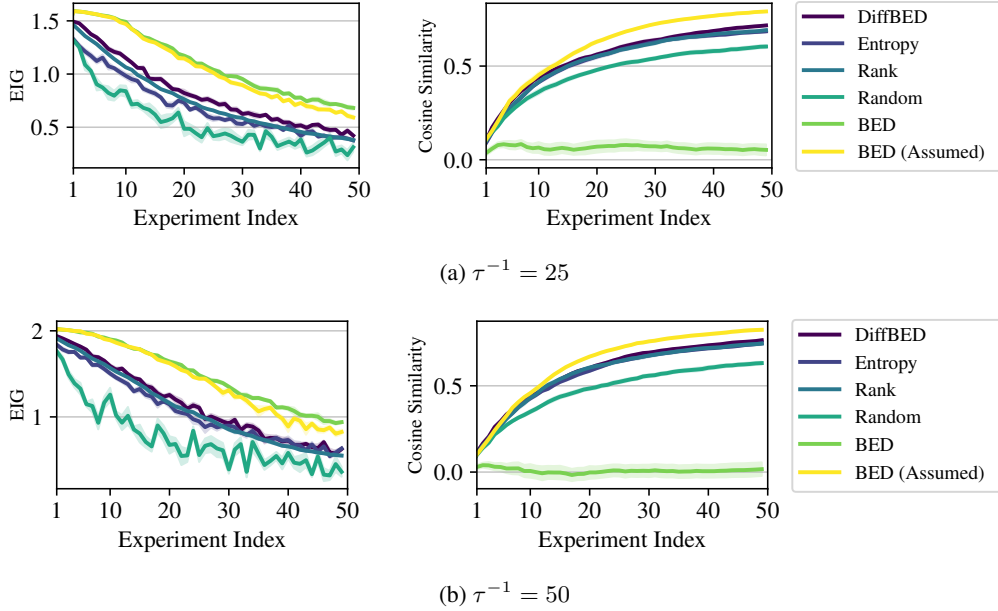 1.5
1.0
0.5
EIG
1 10 20 30 40 50
Experiment Index
0.5
0.0
Cosine Similarity
1 10 20 30 40 50
Experiment Index
DiffBED
Entropy
Rank
Random
BED
BED (Assumed)
(a) τ⁻¹ = 25
2
1
EIG
1 10 20 30 40 50
Experiment Index
0.5
0.0
Cosine Similarity
1 10 20 30 40 50
Experiment Index
DiffBED
Entropy
Rank
Random
BED
BED (Assumed)
(b) τ⁻¹ = 50